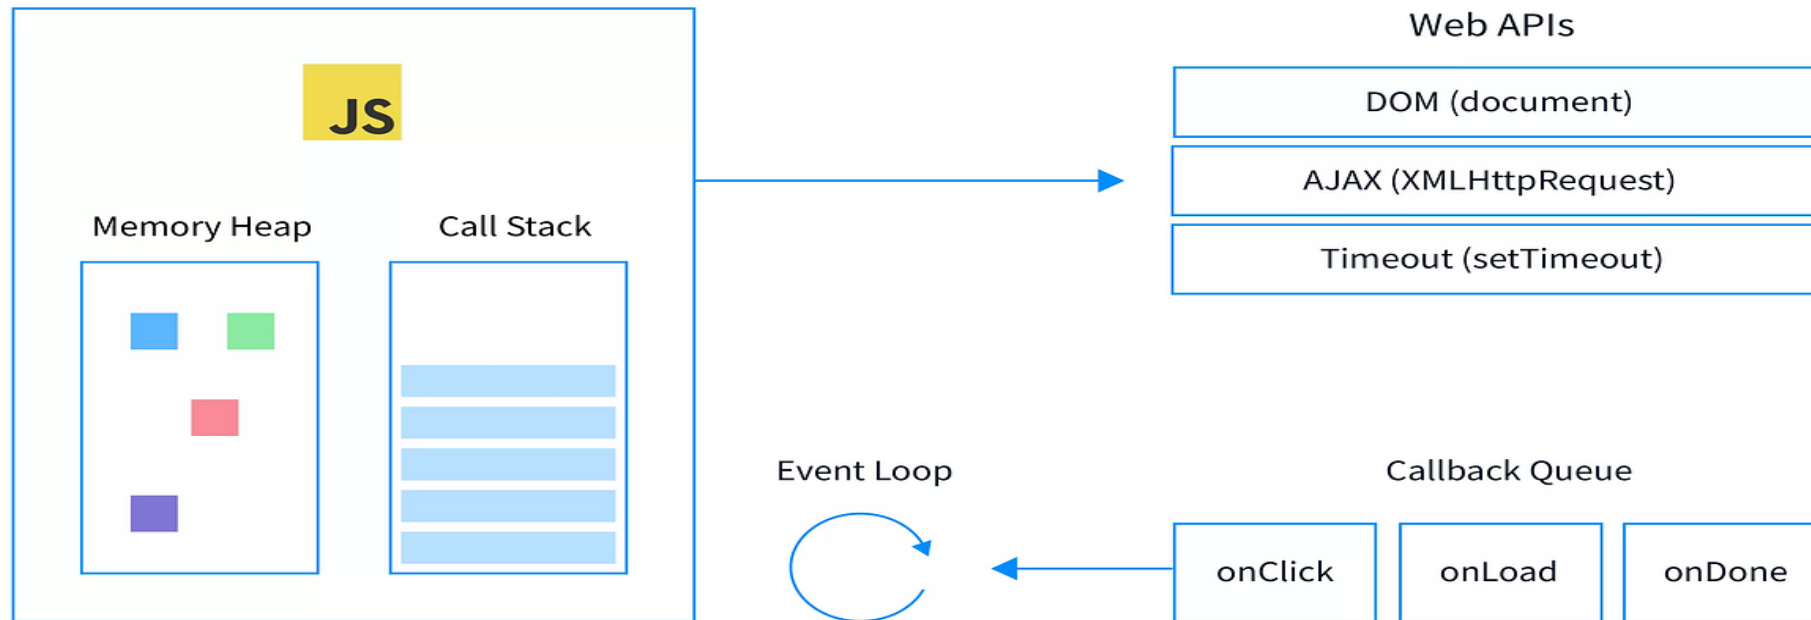 JS
Memory Heap
Call Stack
Web APIs
DOM (document)
AJAX (XMLHttpRequest)
Timeout (setTimeout)
Event Loop
Callback Queue
onClick
onLoad
onDone